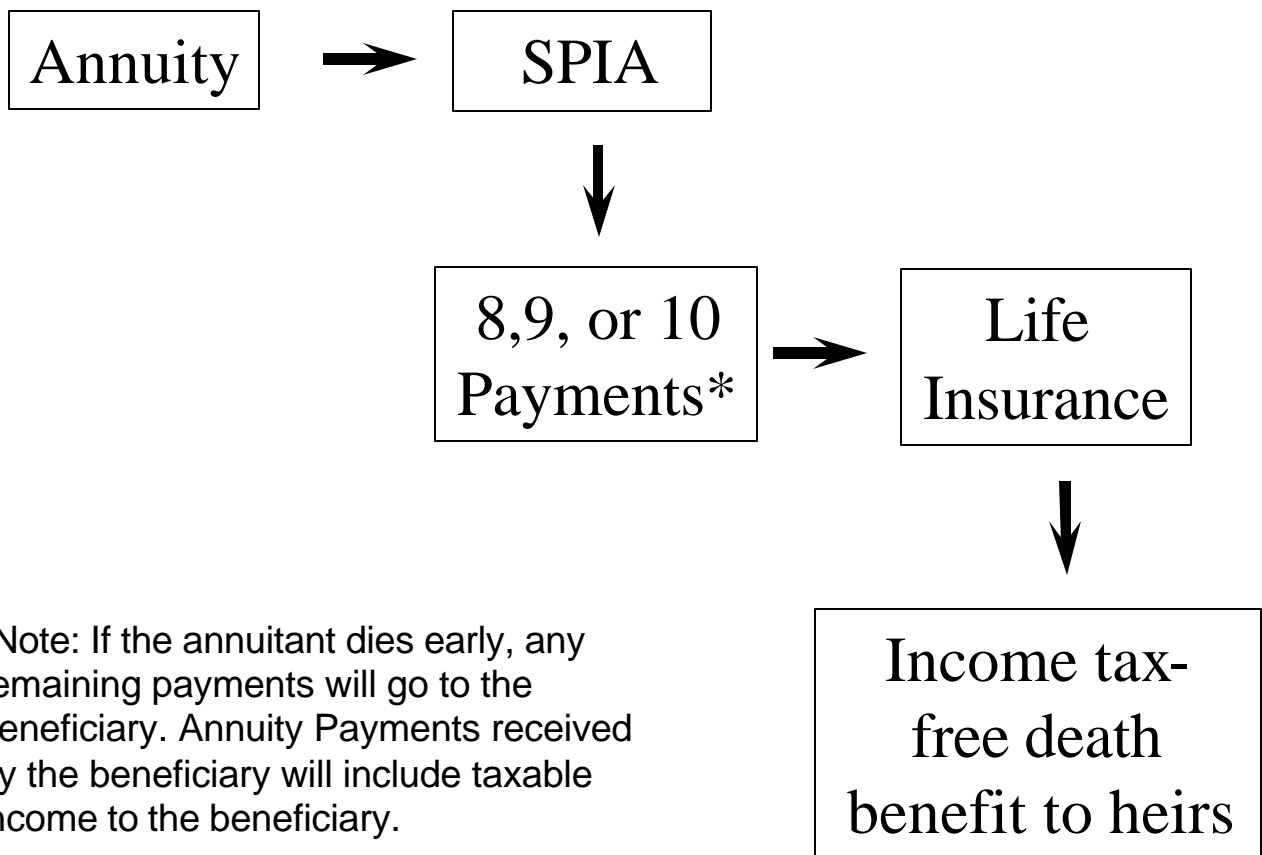 Annuity
SPIA
8,9, or 10
Payments*
Life
Insurance
Income tax-
free death
benefit to heirs
Note: If the annuitant dies early, any
emaining payments will go to the
eneficiary. Annuity Payments received
y the beneficiary will include taxable
ncome to the beneficiary.